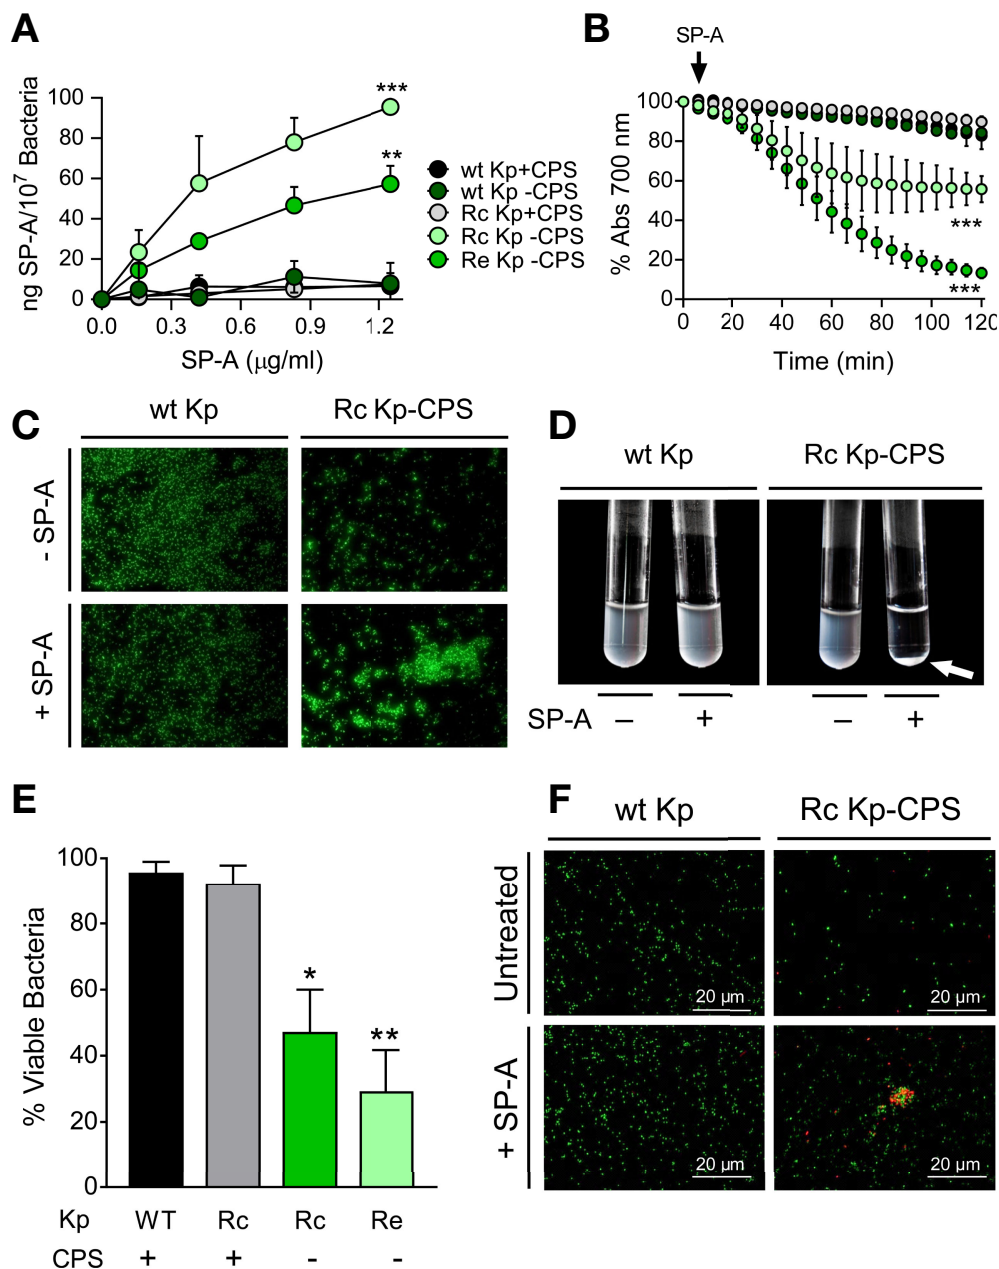 A
B
SP-A
ng SP-A/10⁷ Bacteria
100
80
60
40
20
0
0.0
0.3
0.6
0.9
1.2
SP-A (μg/ml)
***
**
wt Kp+CPS
wt Kp -CPS
Rc Kp+CPS
Rc Kp -CPS
Re Kp -CPS
% Abs 700 nm
100
80
60
40
20
0
0
20
40
60
80
100
120
Time (min)
***
***
C
wt Kp
Rc Kp-CPS
- SP-A
+ SP-A
D
wt Kp
Rc Kp-CPS
SP-A
–
+
–
+
E
% Viable Bacteria
100
80
60
40
20
0
*
**
Kp WT Rc Rc Re
CPS + + - -
F
wt Kp
Rc Kp-CPS
Untreated
20 μm
20 μm
+ SP-A
20 μm
20 μm